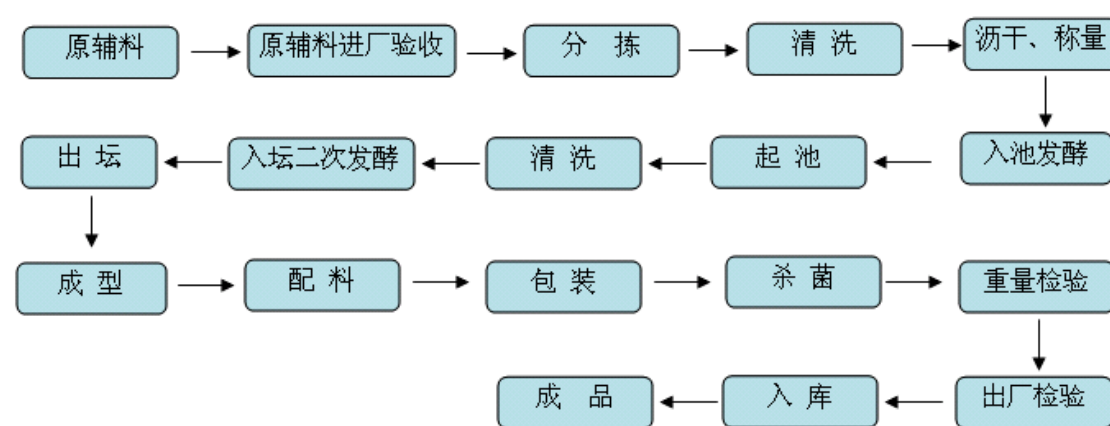 原辅料
原辅料进厂验收
分 拣
清 洗
沥干、称量
入池发酵
起 池
清 洗
入坛二次发酵
出 坛
成 型
配 料
包 装
杀 菌
重量检验
出厂检验
入 库
成 品